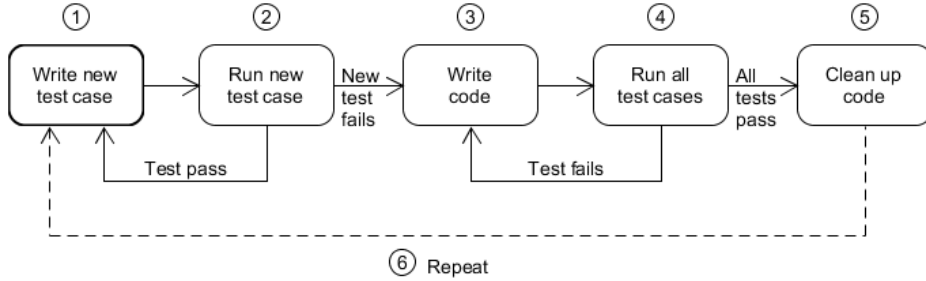 1
2
3
4
5
Write new
test case
Run new
test case
New
test
fails
Write
code
Run all
test cases
All
tests
pass
Clean up
code
Test pass
Test fails
6 Repeat